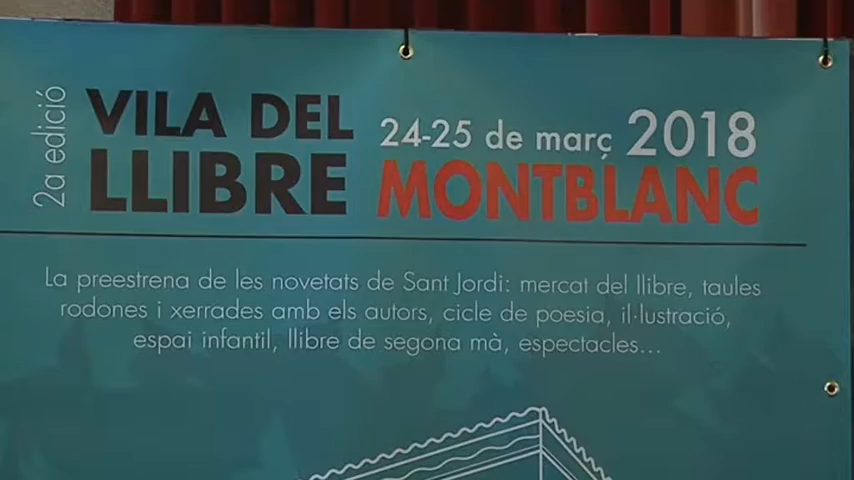 2a edició
VILA DEL
LLIBRE
24-25 de març 2018
MONTBLANC
La preestrena de les novetats de Sant Jordi: mercat del llibre, taules
rodones i xerrades amb els autors, cicle de poesia, il·lustració,
espai infantil, llibre de segona mà, espectacles...